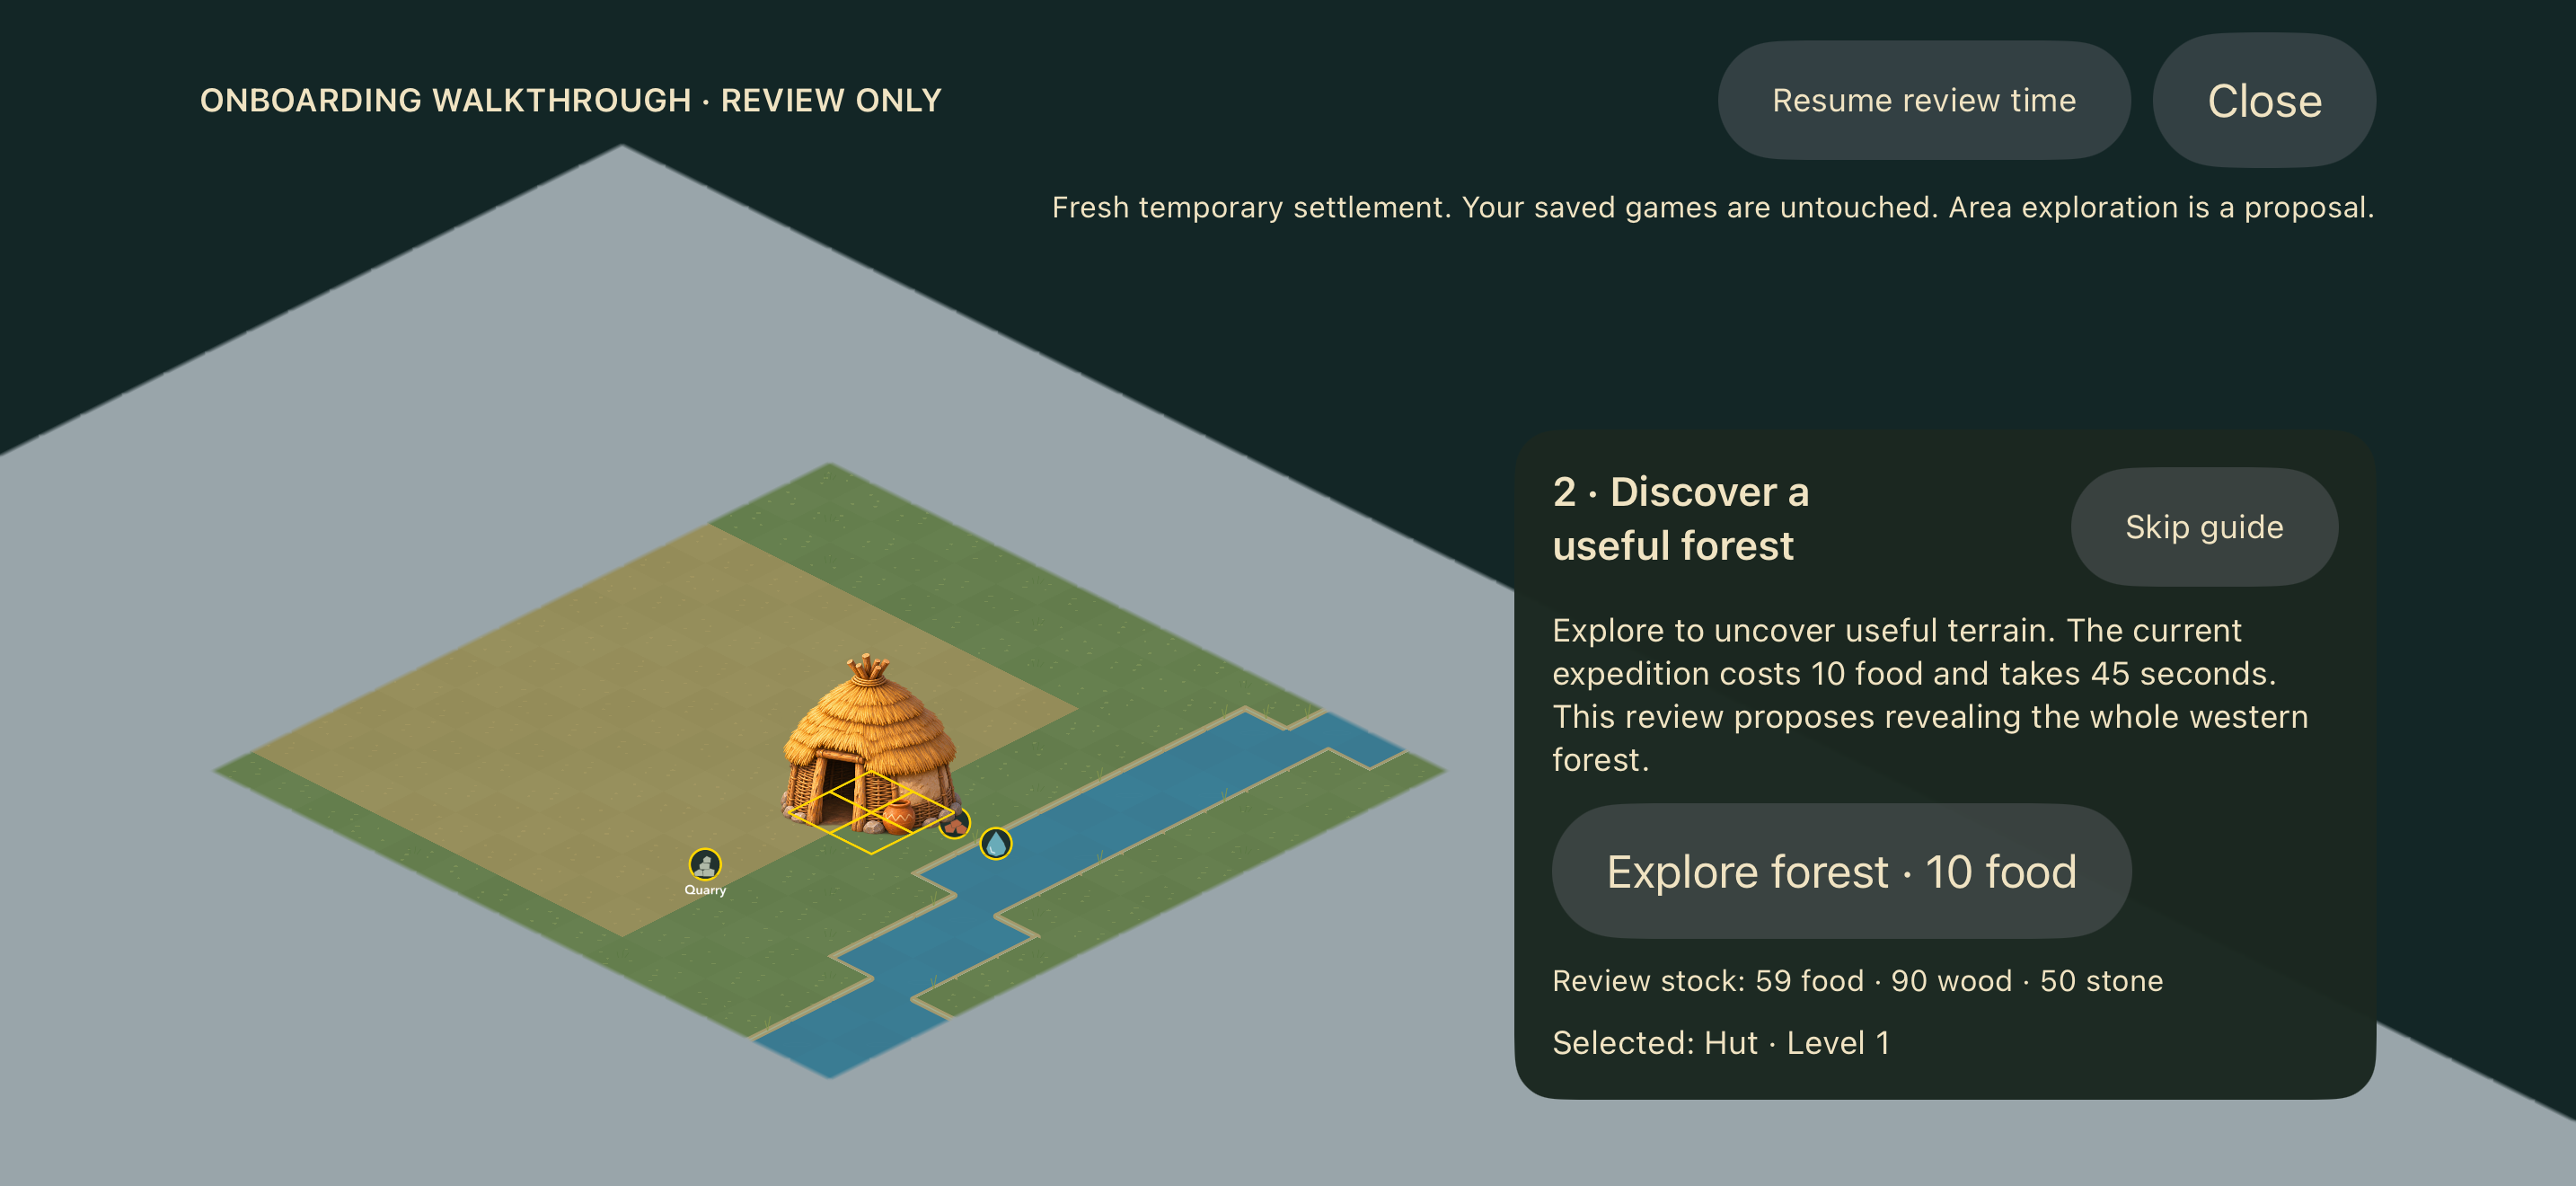 ONBOARDING WALKTHROUGH · REVIEW ONLY
Resume review time
Close
Fresh temporary settlement. Your saved games are untouched. Area exploration is a proposal.
2 · Discover a
useful forest
Skip guide
Explore to uncover useful terrain. The current
expedition costs 10 food and takes 45 seconds.
This review proposes revealing the whole western
forest.
Explore forest · 10 food
Review stock: 59 food · 90 wood · 50 stone
Selected: Hut · Level 1
Quarry